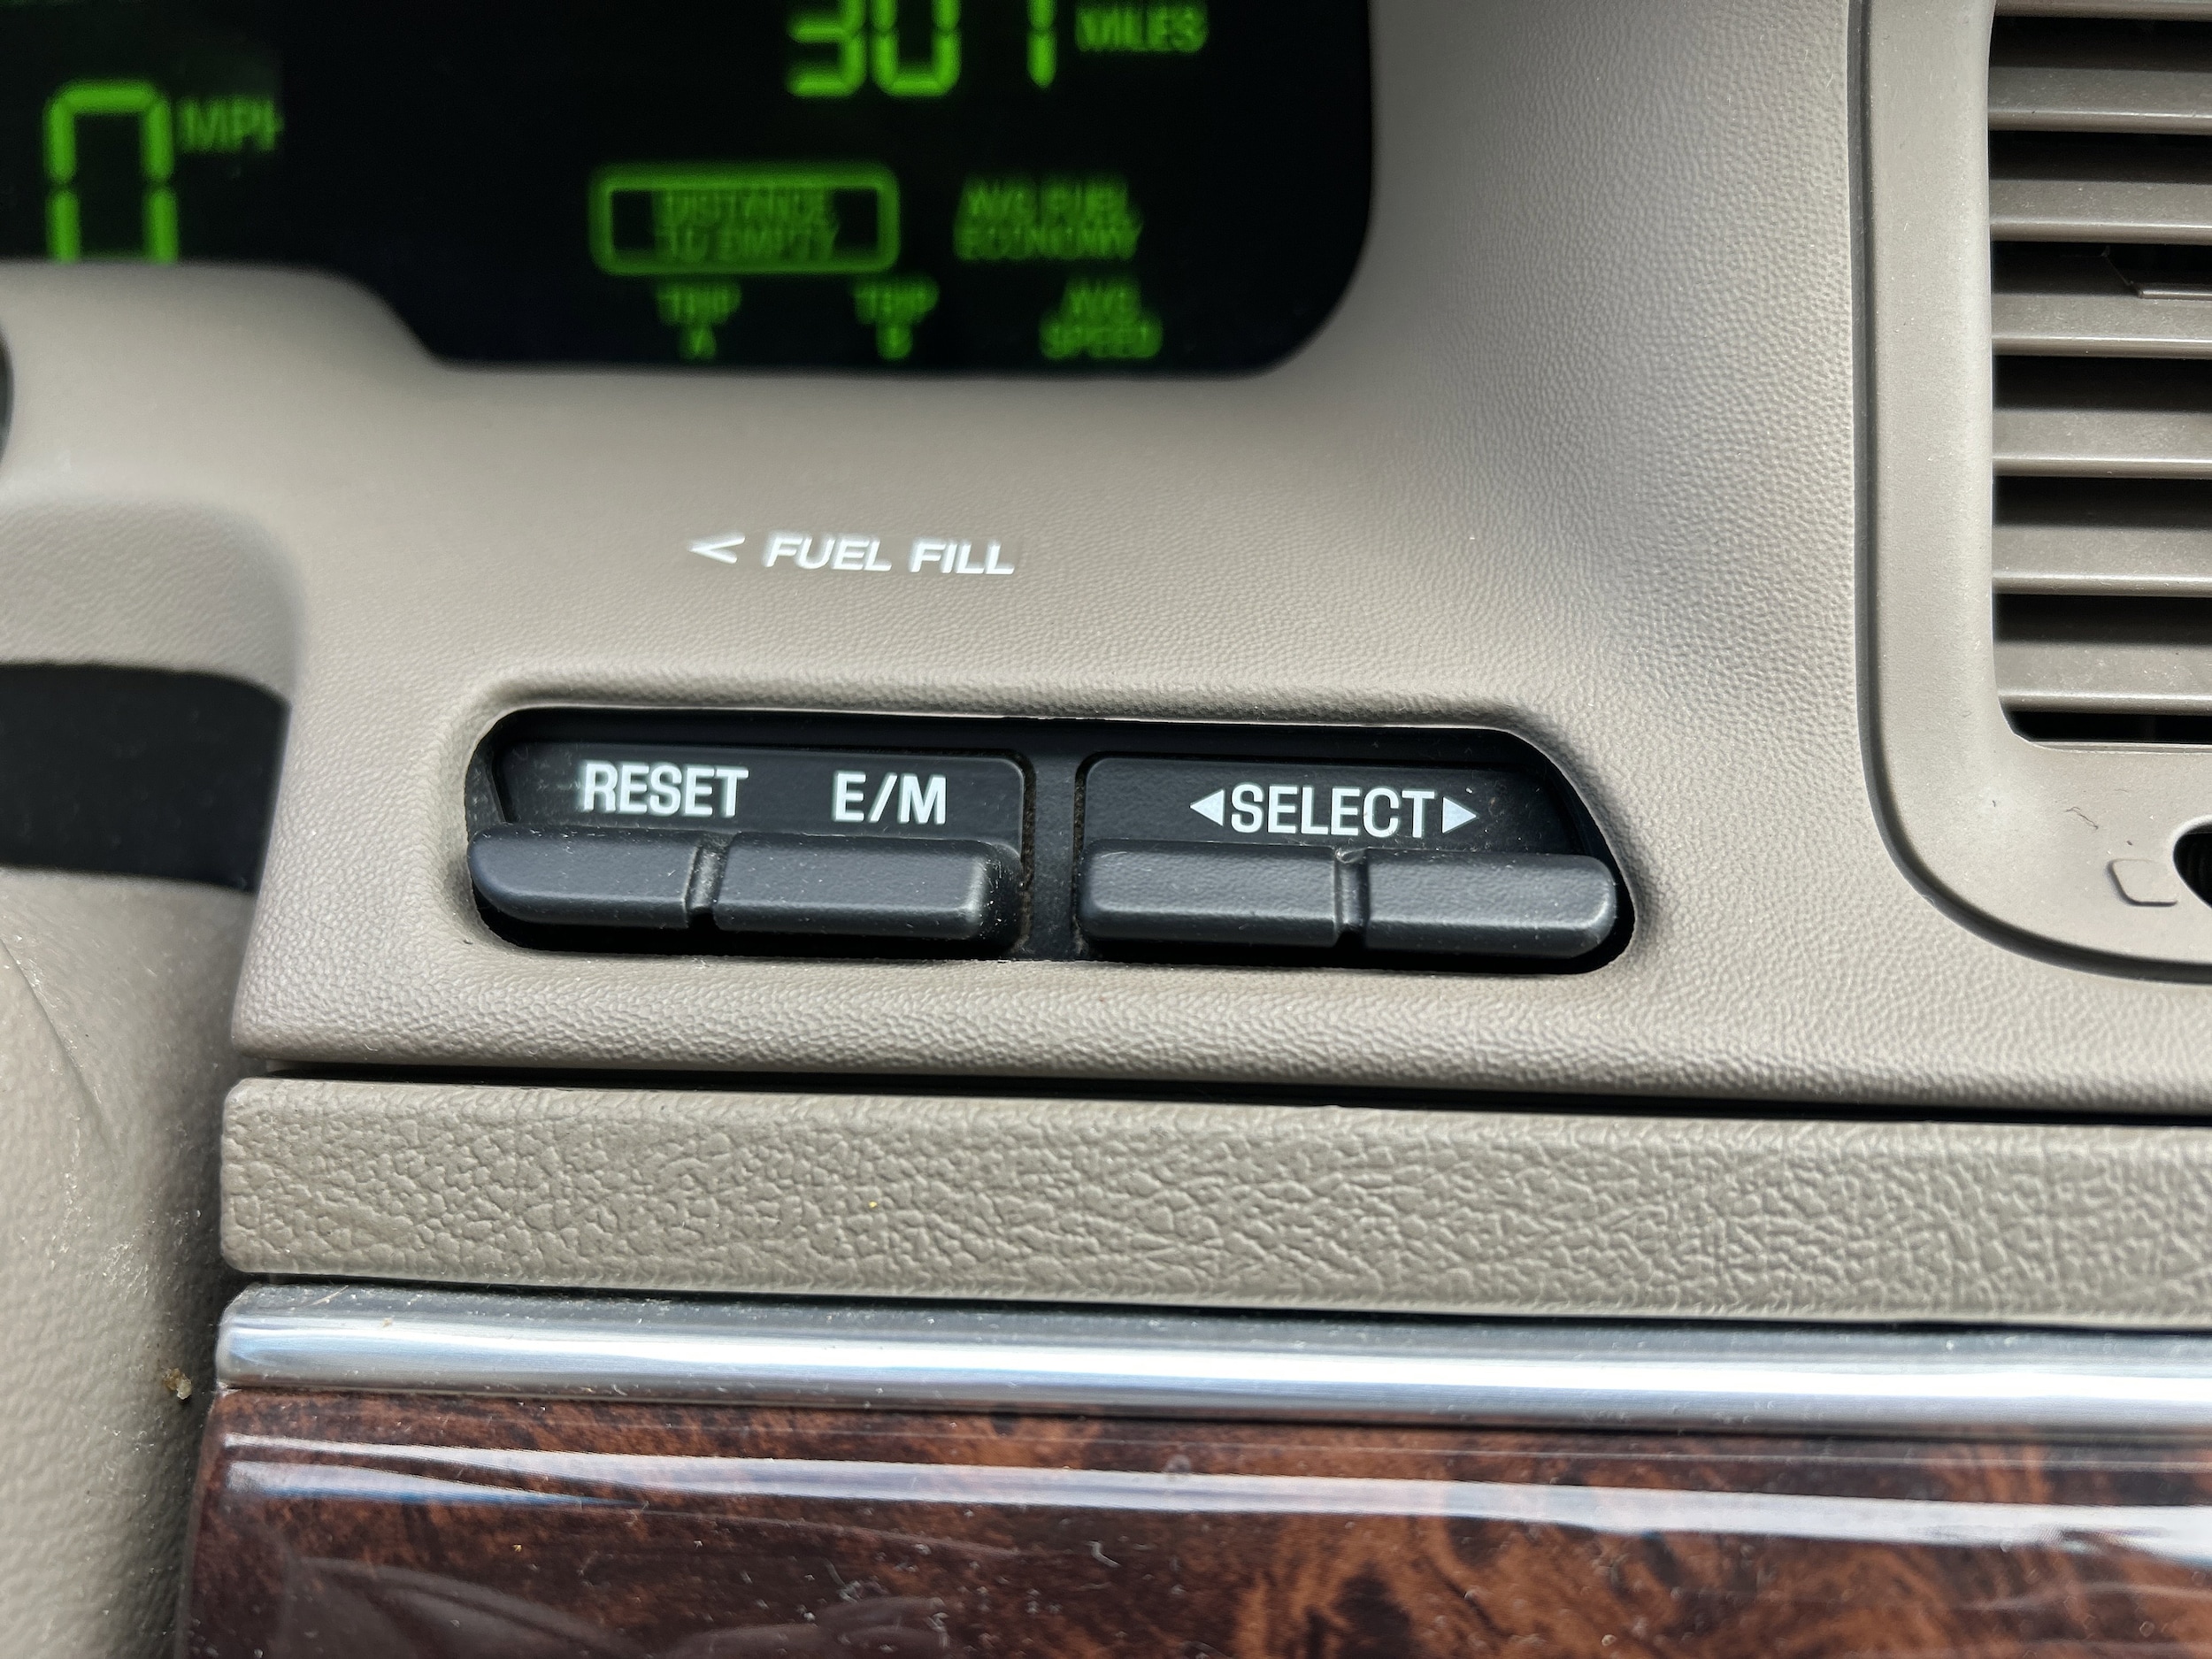 301 MILES
0 MPH
DISTANCE TO EMPTY
AVG FUEL ECONOMY
TRIP A
TRIP B
AVG SPEED
< FUEL FILL
RESET E/M
◀SELECT▶